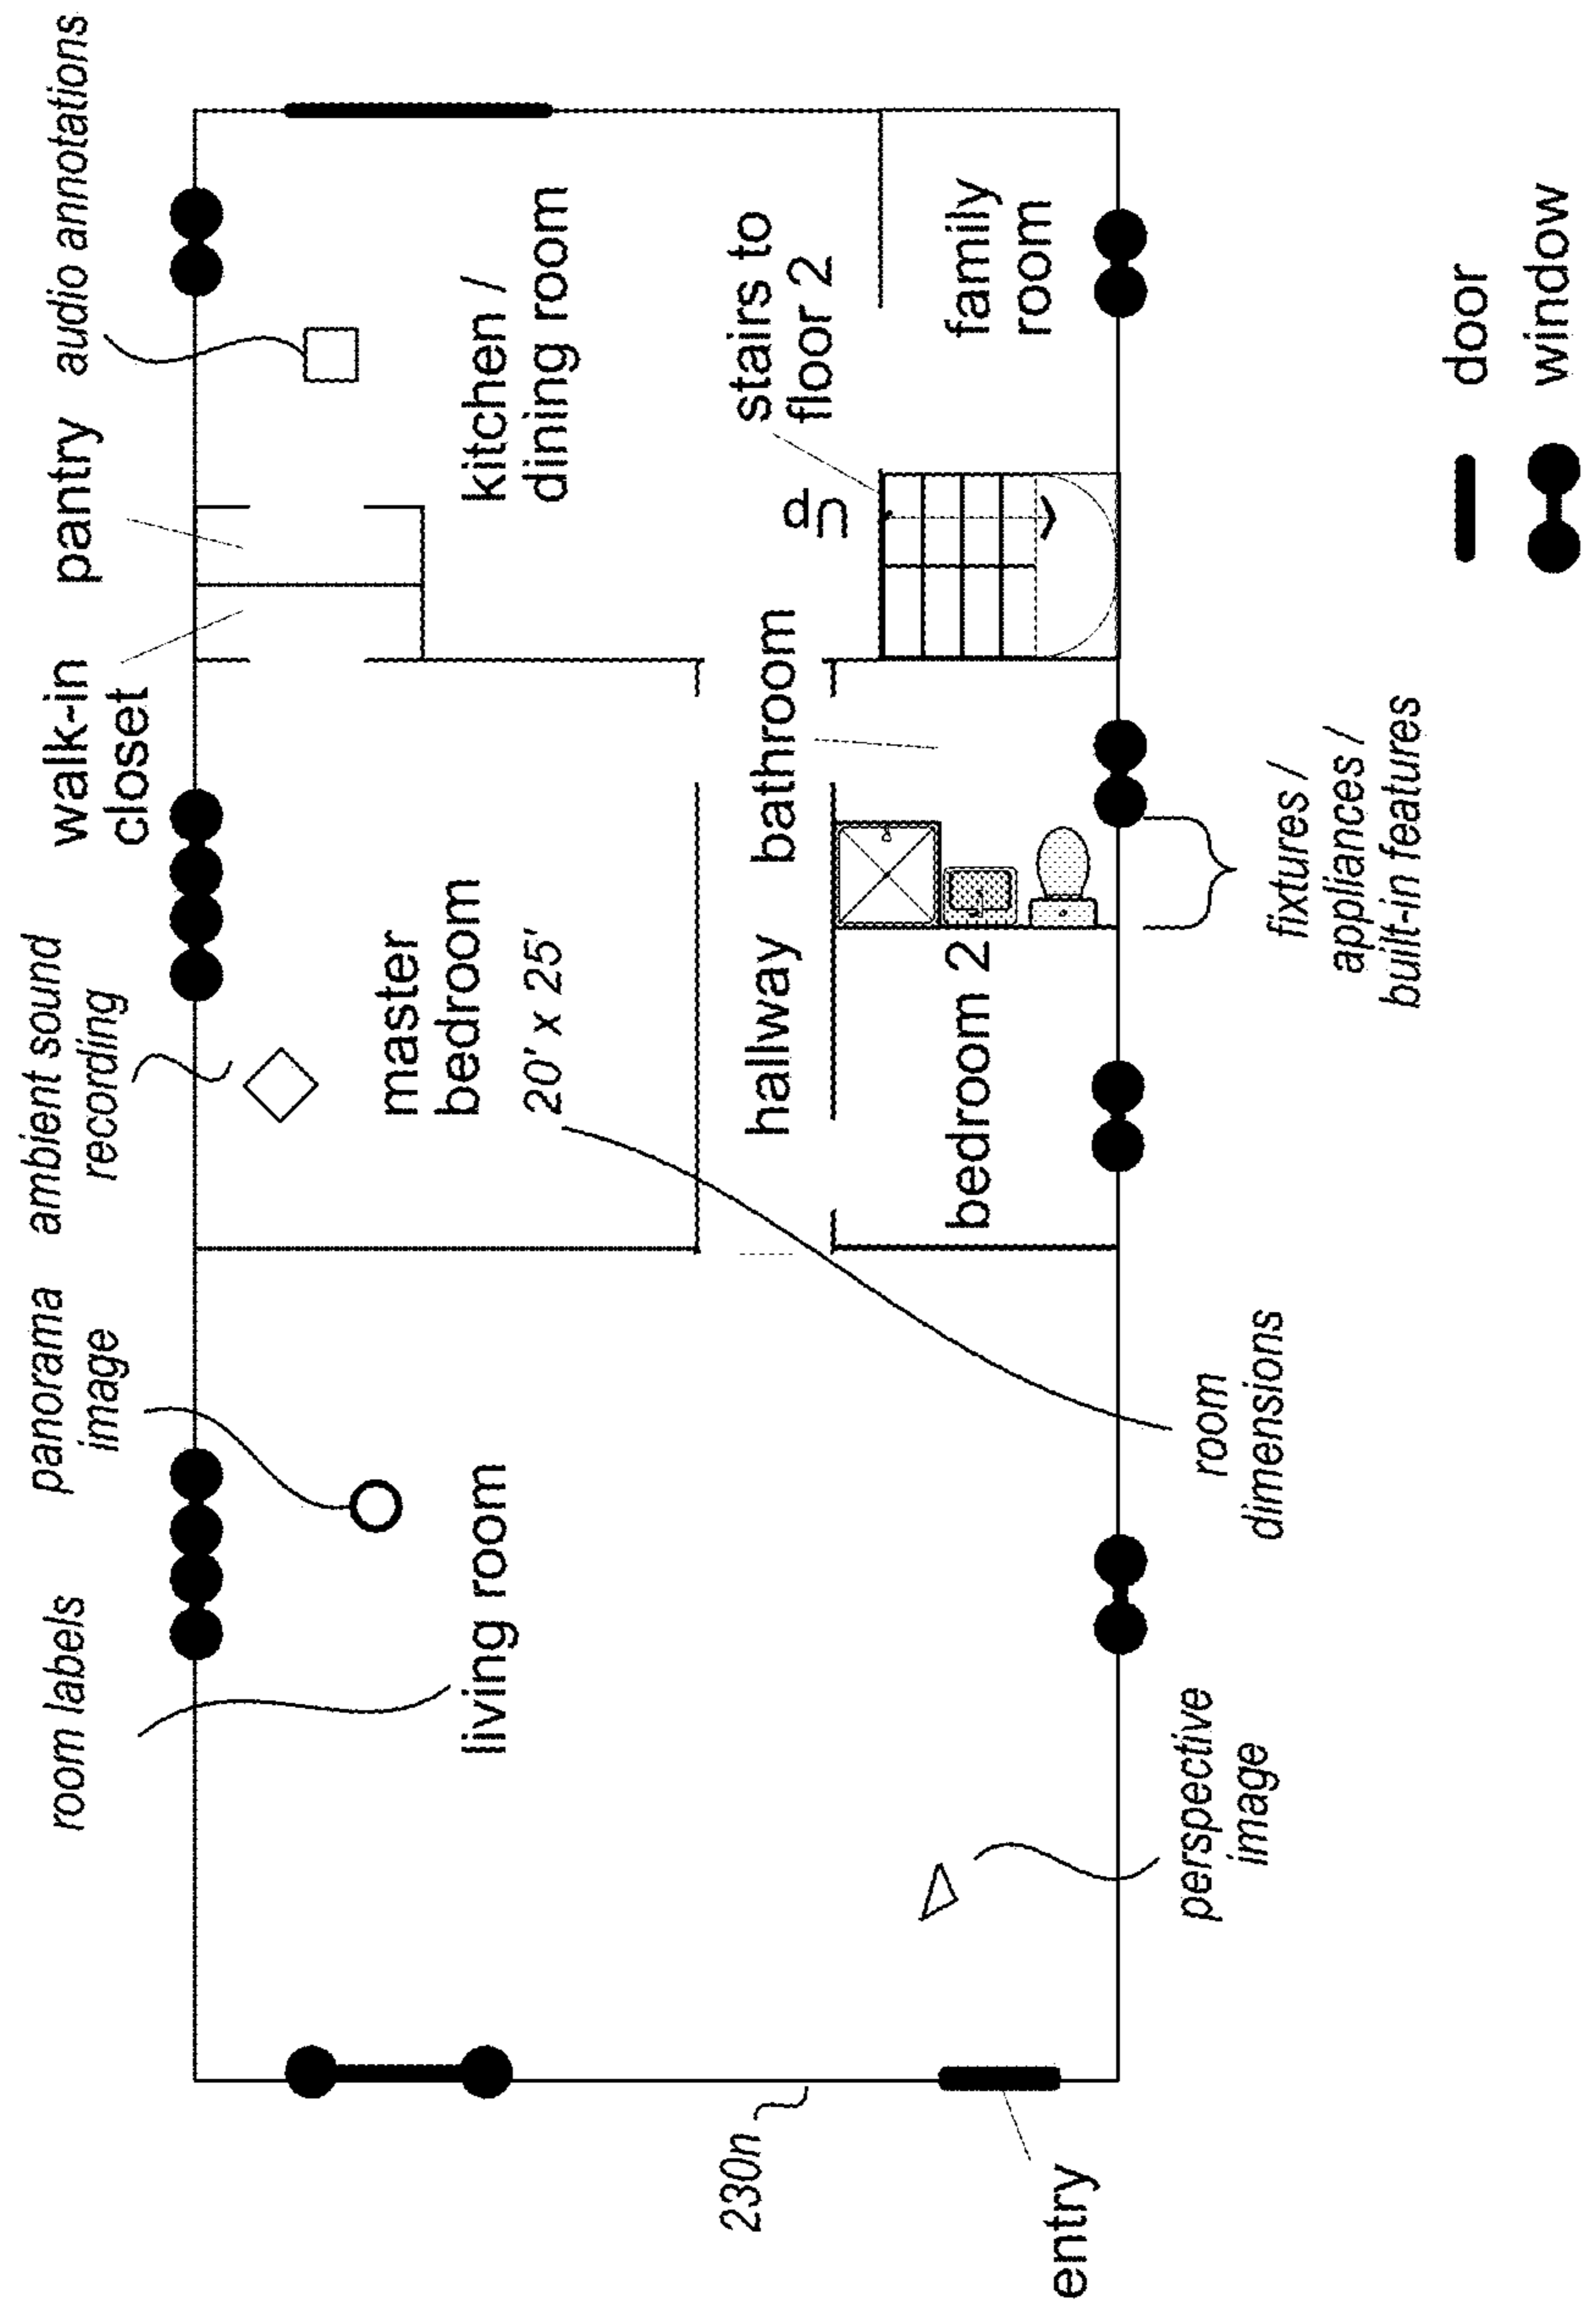 room labels
panorama
image
ambient sound
recording
walk-in
closet
pantry
audio annotations
living room
master
bedroom
20' x 25'
kitchen /
dining room
hallway
bathroom
up
stairs to
floor 2
bedroom 2
family
room
230n
entry
perspective
image
room
dimensions
fixtures /
appliances /
built-in features
door
window